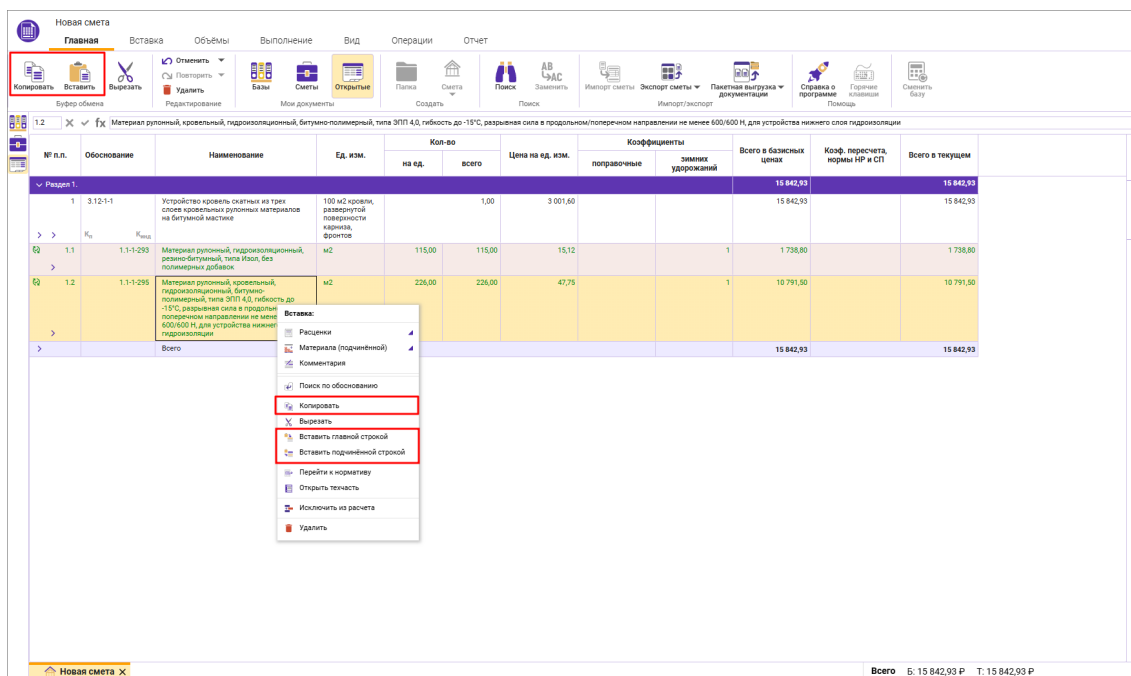 Новая смета
Главная Вставка Объёмы Выполнение Вид Операции Отчет
Копировать Вставить Вырезать
Буфер обмена
Отменить
Повторить
Удалить
Редактирование
Базы Сметы Открытые
Мои документы
Папка Смета
Создать
Поиск Заменить
AB
AC
Поиск
Импорт сметы Экспорт сметы Пакетная выгрузка документации
Импорт/экспорт
Справка о программе Горячие клавиши
Помощь
Сменить базу
1.2 fx Материал рулонный, кровельный, гидроизоляционный, битумно-полимерный, типа ЭПП 4,0, гибкость до -15°С, разрывная сила в продольном/поперечном направлении не менее 600/600 Н, для устройства нижнего слоя гидроизоляции
№ п.п. Обоснование Наименование Ед. изм. Кол-во Цена на ед. изм. Коэффициенты Всего в базисных ценах Коэф. пересчета, нормы НР и СП Всего в текущем
на ед. всего поправочные зимних удорожаний
Раздел 1. 15 842,93 15 842,93
1 3.12-1-1 Устройство кровель скатных из трех 100 м2 кровли, 1,00 3 001,60 15 842,93 15 842,93
слоев кровельных рулонных материалов развернутой
на битумной мастике поверхности
карниза,
фронтов
Кп
1.1 1.1-1-293 Материал рулонный, гидроизоляционный, м2 115,00 115,00 15,12 1 1 738,80 1 738,80
резино-битумный, типа Изол, без
полимерных добавок
1.2 1.1-1-295 Материал рулонный, кровельный, м2 226,00 226,00 47,75 1 10 791,50 10 791,50
гидроизоляционный, битумно-
полимерный, типа ЭПП 4,0, гибкость до
-15°С, разрывная сила в продольн
поперечном направлении не мене
600/600 Н, для устройства нижнег
гидроизоляции
Всего 15 842,93 15 842,93
Вставка:
Расценки
Материала (подчинённой)
Комментария
Поиск по обоснованию
Копировать
Вырезать
Вставить главной строкой
Вставить подчинённой строкой
Перейти к нормативу
Открыть техчасть
Исключить из расчета
Удалить
Новая смета X
Всего Б: 15 842,93 ₽ Т: 15 842,93 ₽